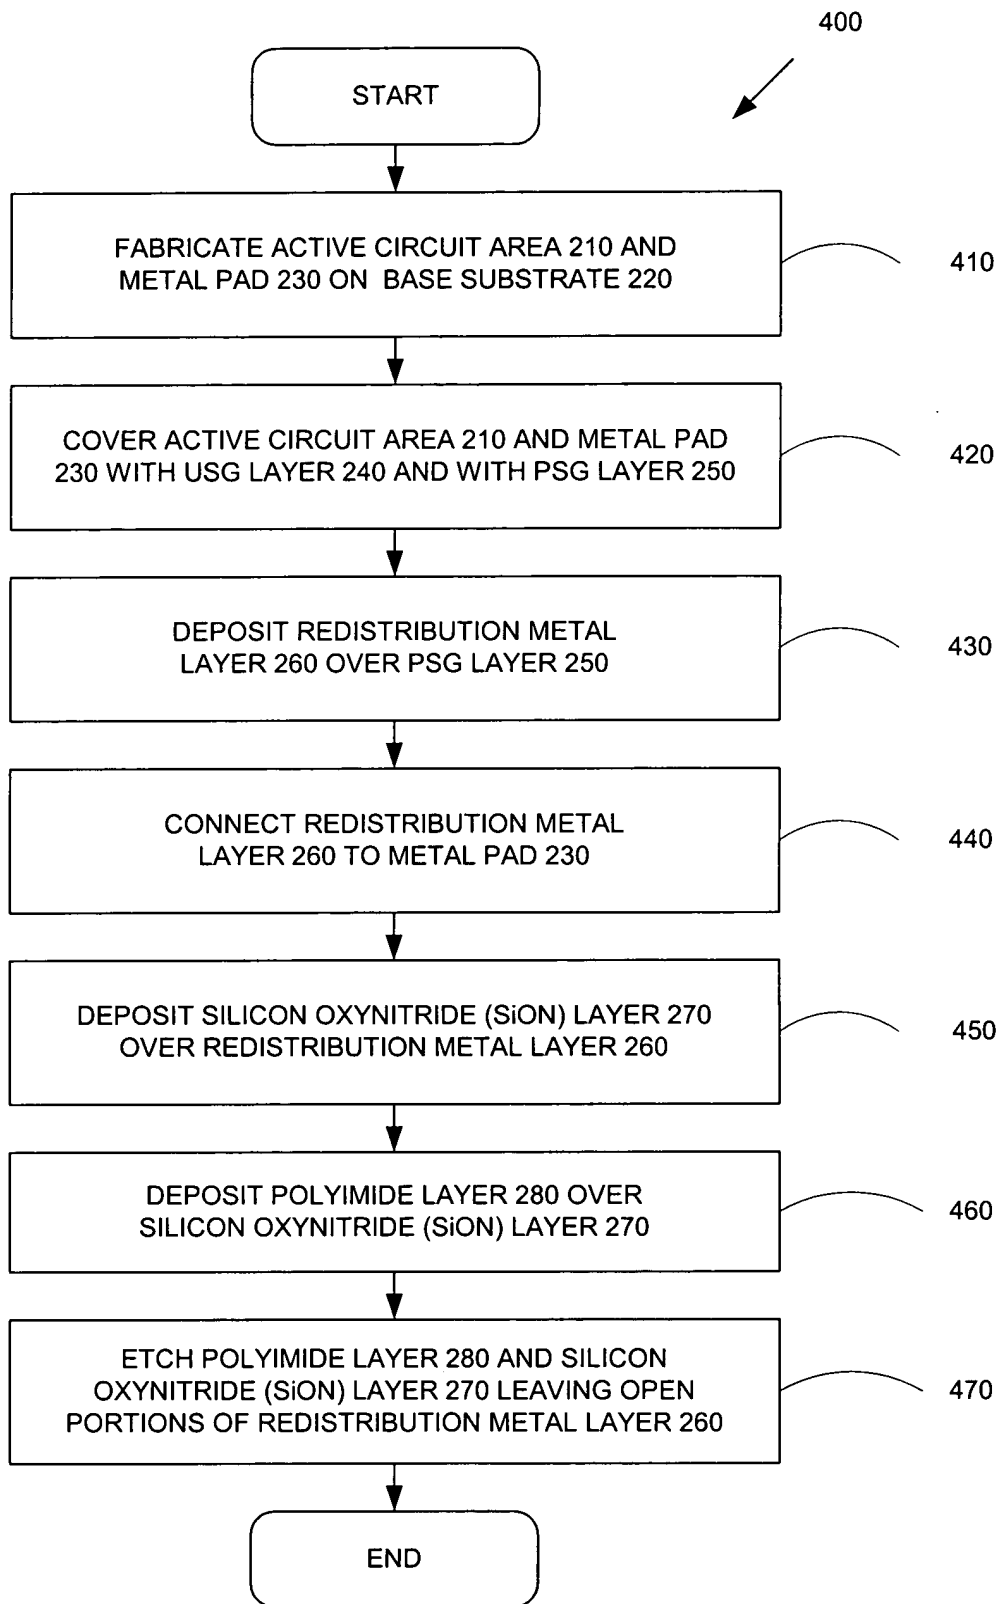 400
START
FABRICATE ACTIVE CIRCUIT AREA 210 AND
METAL PAD 230 ON BASE SUBSTRATE 220
410
COVER ACTIVE CIRCUIT AREA 210 AND METAL PAD
230 WITH USG LAYER 240 AND WITH PSG LAYER 250
420
DEPOSIT REDISTRIBUTION METAL
LAYER 260 OVER PSG LAYER 250
430
CONNECT REDISTRIBUTION METAL
LAYER 260 TO METAL PAD 230
440
DEPOSIT SILICON OXYNITRIDE (SiON) LAYER 270
OVER REDISTRIBUTION METAL LAYER 260
450
DEPOSIT POLYIMIDE LAYER 280 OVER
SILICON OXYNITRIDE (SiON) LAYER 270
460
ETCH POLYIMIDE LAYER 280 AND SILICON
OXYNITRIDE (SiON) LAYER 270 LEAVING OPEN
PORTIONS OF REDISTRIBUTION METAL LAYER 260
470
END